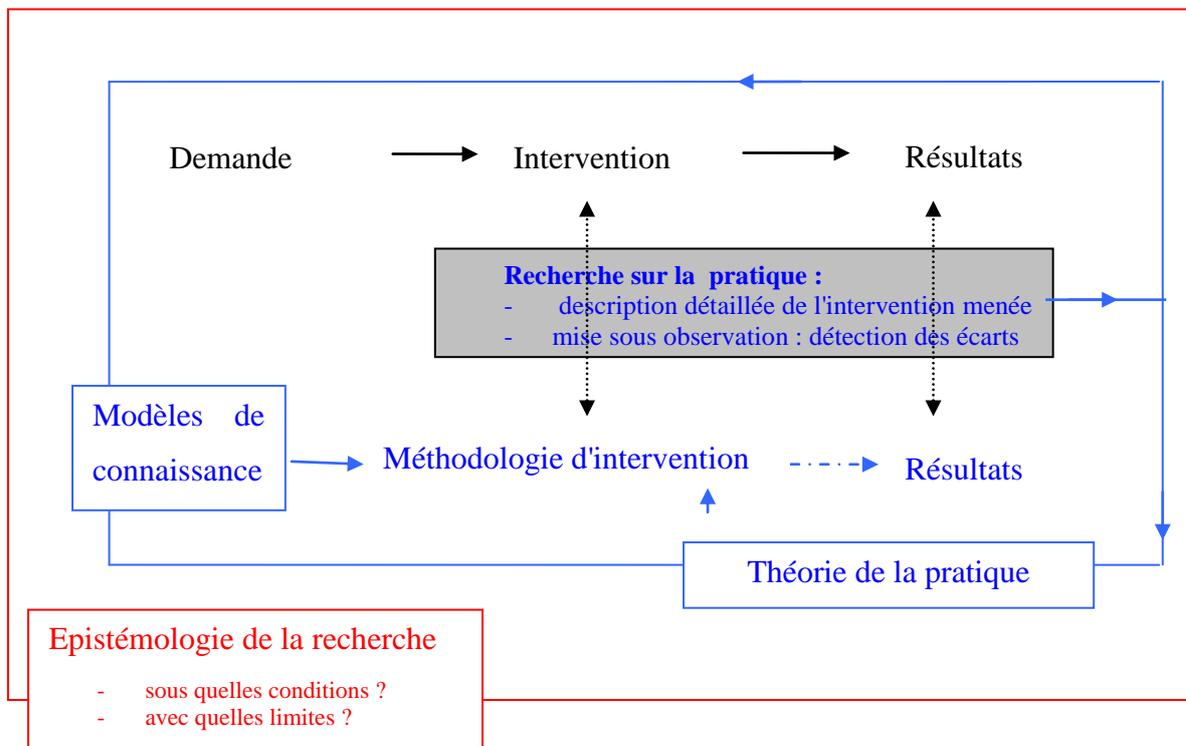 Demande
Intervention
Résultats
Recherche sur la pratique :
- description détaillée de l'intervention menée
- mise sous observation : détection des écarts
Modèles de
connaissance
Méthodologie d'intervention
Résultats
Théorie de la pratique
Epistémologie de la recherche
- sous quelles conditions ?
- avec quelles limites ?